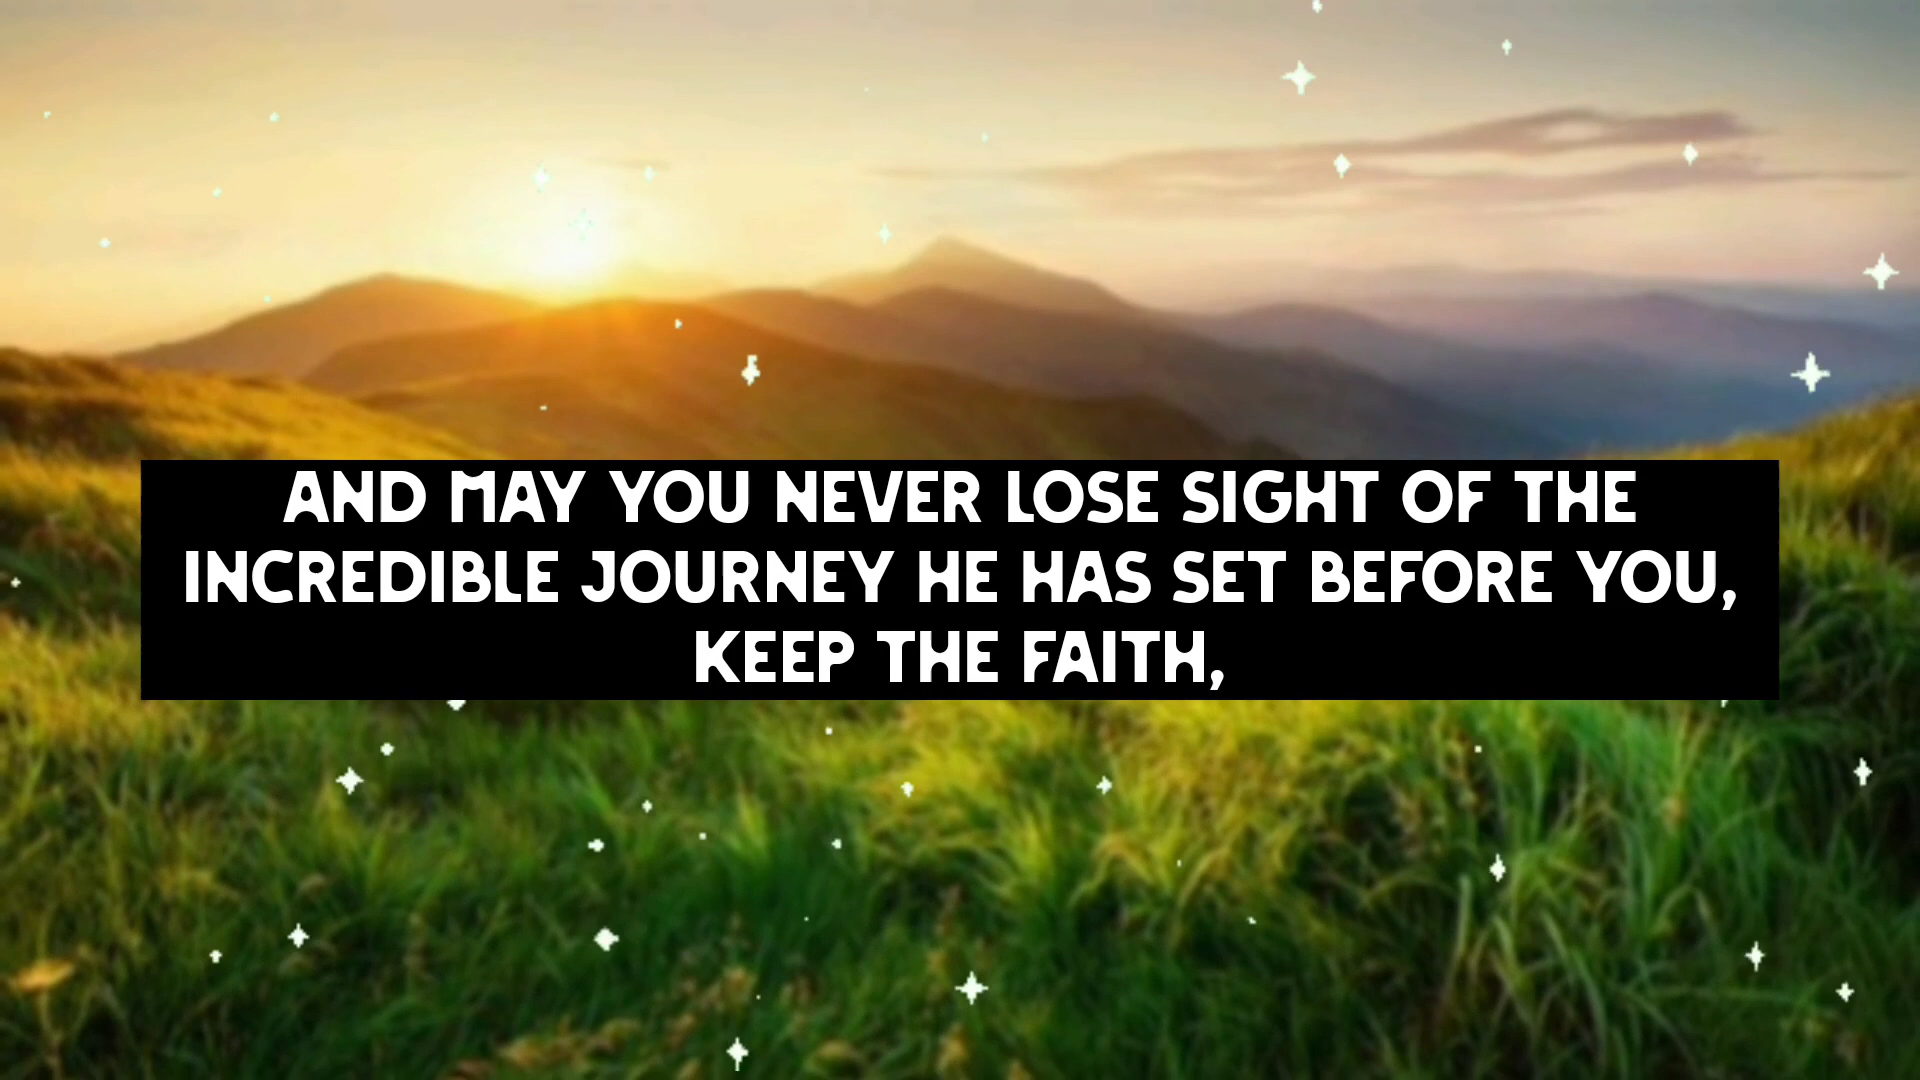 AND MAY YOU NEVER LOSE SIGHT OF THE
INCREDIBLE JOURNEY HE HAS SET BEFORE YOU,
KEEP THE FAITH,